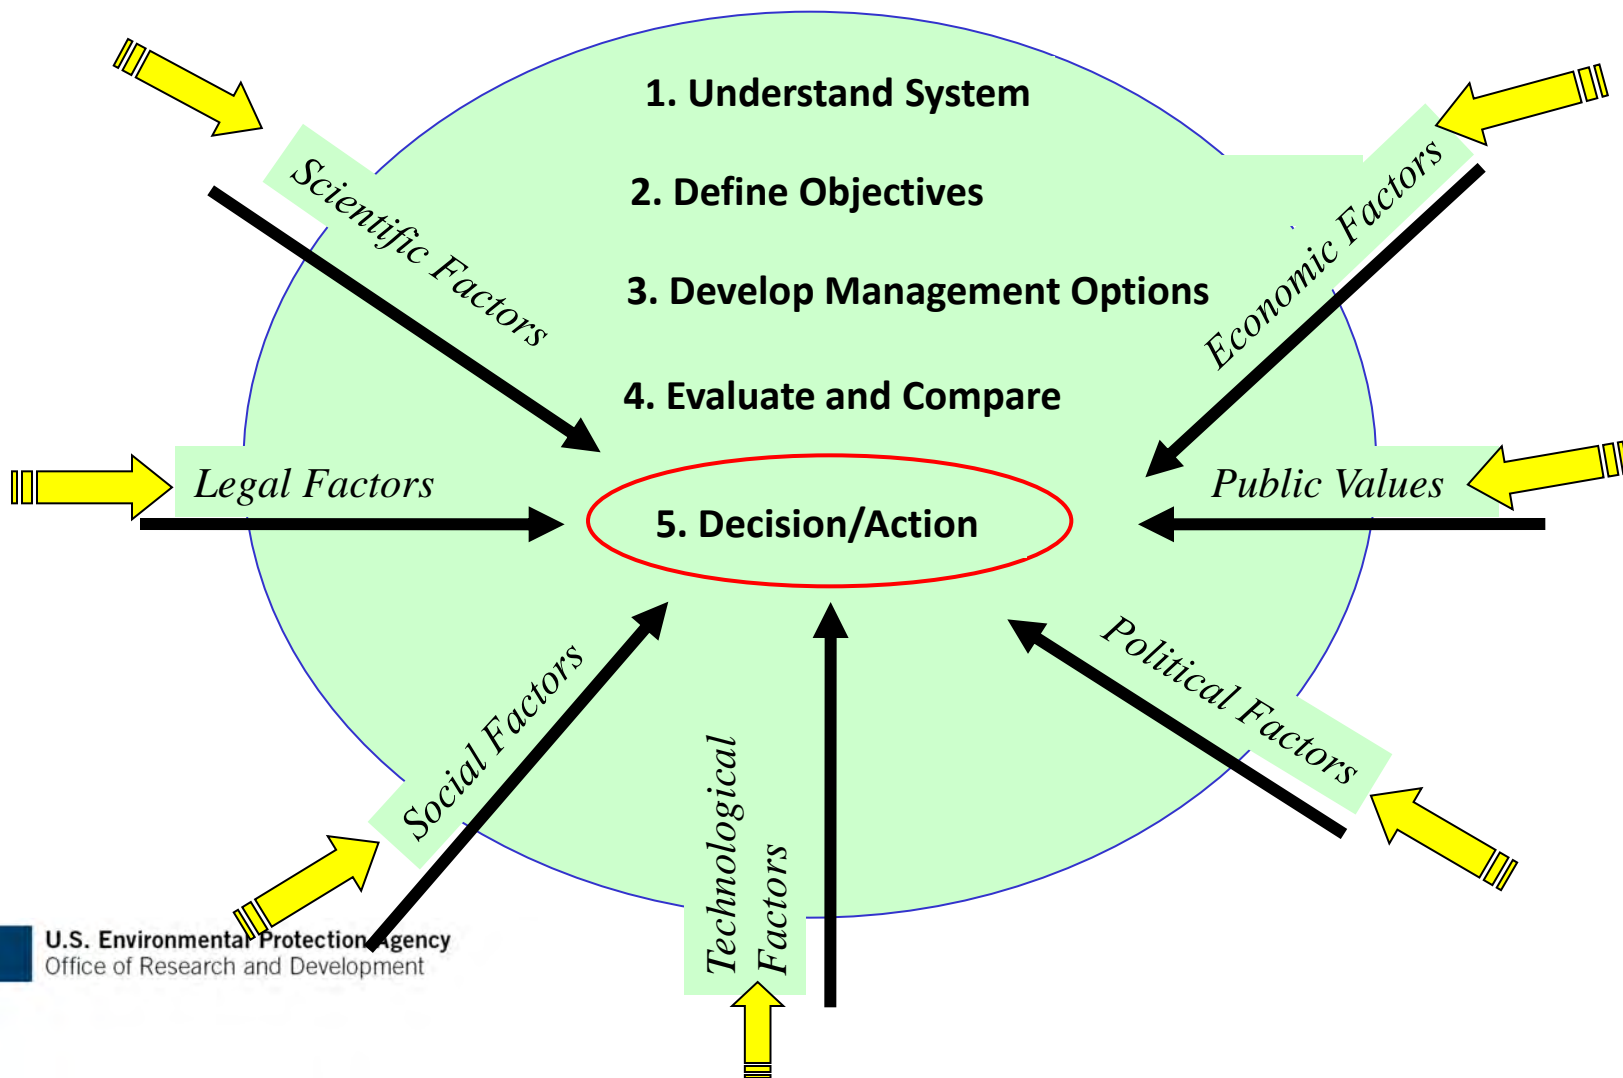 1. Understand System
2. Define Objectives
3. Develop Management Options
4. Evaluate and Compare
5. Decision/Action
Scientific Factors
Economic Factors
Legal Factors
Public Values
Social Factors
Technological
Factors
Political Factors
U.S. Environmental Protection Agency
Office of Research and Development